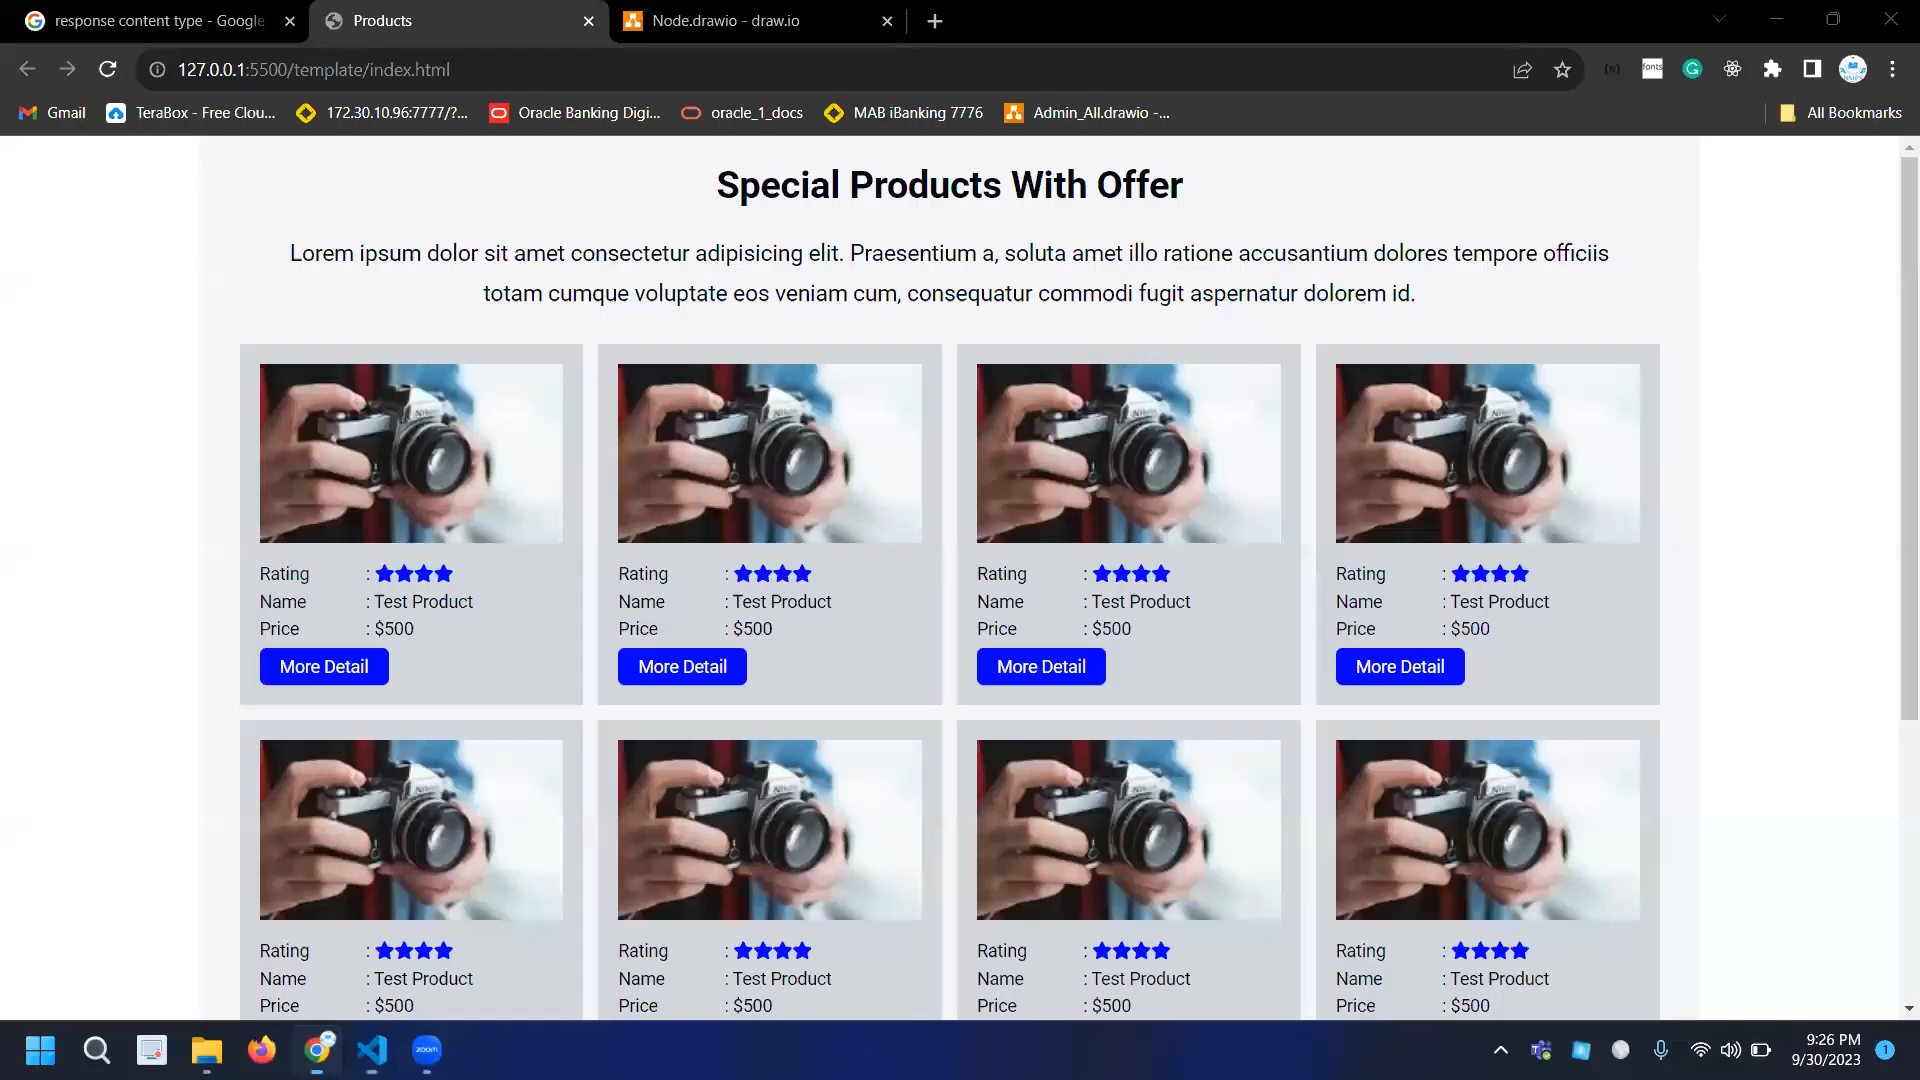 response content type - Google
Products
Node.drawio - draw.io
127.0.0.1:5500/template/index.html
fonts
Gmail
TeraBox - Free Clou...
172.30.10.96:7777/?...
Oracle Banking Digi...
oracle_1_docs
MAB iBanking 7776
Admin_All.drawio -...
All Bookmarks
Special Products With Offer
Lorem ipsum dolor sit amet consectetur adipisicing elit. Praesentium a, soluta amet illo ratione accusantium dolores tempore officiis
totam cumque voluptate eos veniam cum, consequatur commodi fugit aspernatur dolorem id.
Rating : ★★★★
Name : Test Product
Price : $500
More Detail
Rating : ★★★★
Name : Test Product
Price : $500
More Detail
Rating : ★★★★
Name : Test Product
Price : $500
More Detail
Rating : ★★★★
Name : Test Product
Price : $500
More Detail
Rating : ★★★★
Name : Test Product
Price : $500
Rating : ★★★★
Name : Test Product
Price : $500
Rating : ★★★★
Name : Test Product
Price : $500
Rating : ★★★★
Name : Test Product
Price : $500
zoom
9:26 PM
9/30/2023
1